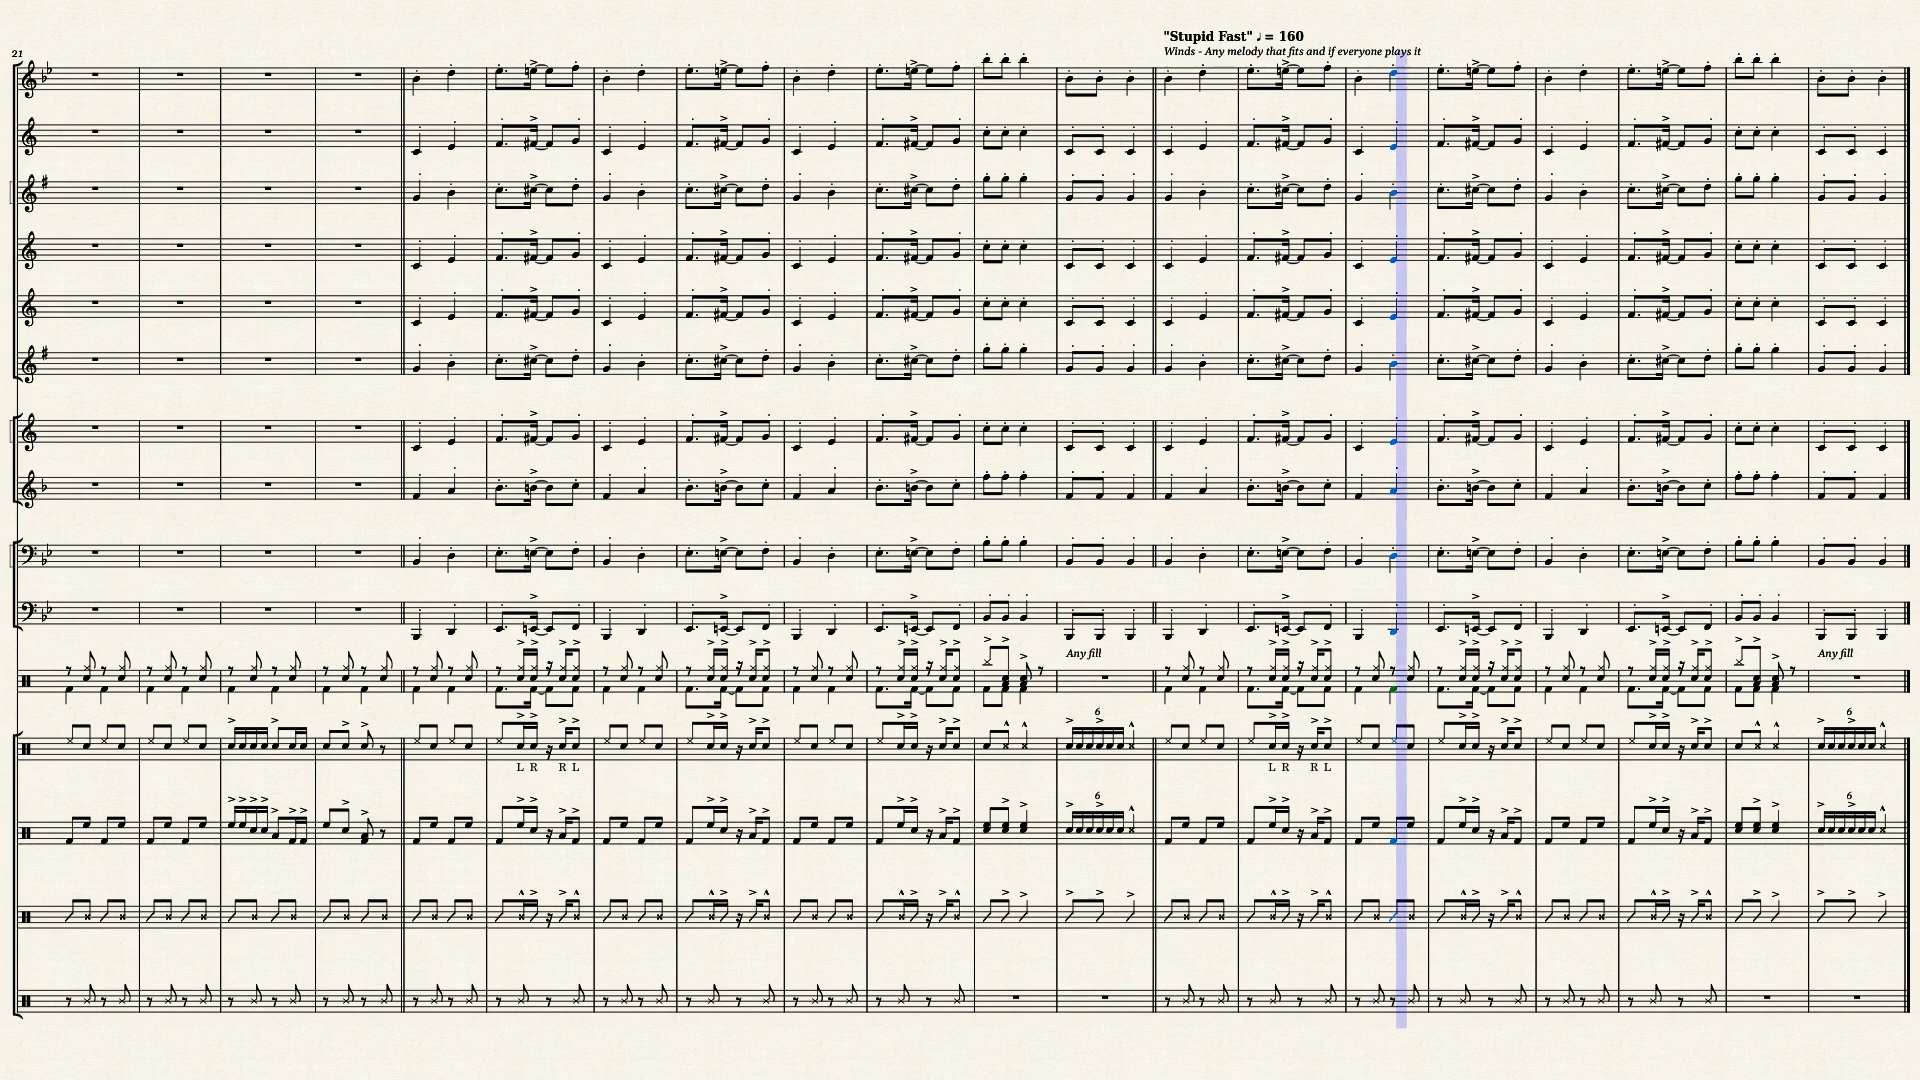 "Stupid Fast" ♩ = 160
Winds - Any melody that fits and if everyone plays it
21
Any fill
Any fill
6
6
L R R L
L R R L
6
6